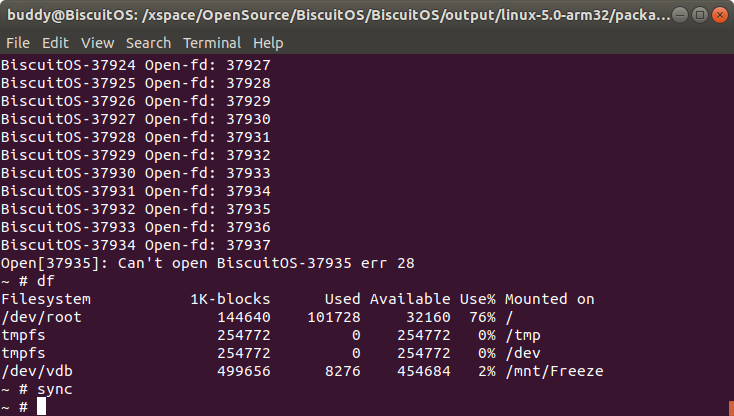 buddy@BiscuitOS: /xspace/OpenSource/BiscuitOS/BiscuitOS/output/linux-5.0-arm32/packa...
File Edit View Search Terminal Help
BiscuitOS-37924 Open-fd: 37927
BiscuitOS-37925 Open-fd: 37928
BiscuitOS-37926 Open-fd: 37929
BiscuitOS-37927 Open-fd: 37930
BiscuitOS-37928 Open-fd: 37931
BiscuitOS-37929 Open-fd: 37932
BiscuitOS-37930 Open-fd: 37933
BiscuitOS-37931 Open-fd: 37934
BiscuitOS-37932 Open-fd: 37935
BiscuitOS-37933 Open-fd: 37936
BiscuitOS-37934 Open-fd: 37937
Open[37935]: Can't open BiscuitOS-37935 err 28
~ # df
Filesystem 1K-blocks Used Available Use% Mounted on
/dev/root 144640 101728 32160 76% /
tmpfs 254772 0 254772 0% /tmp
tmpfs 254772 0 254772 0% /dev
/dev/vdb 499656 8276 454684 2% /mnt/Freeze
~ # sync
~ #